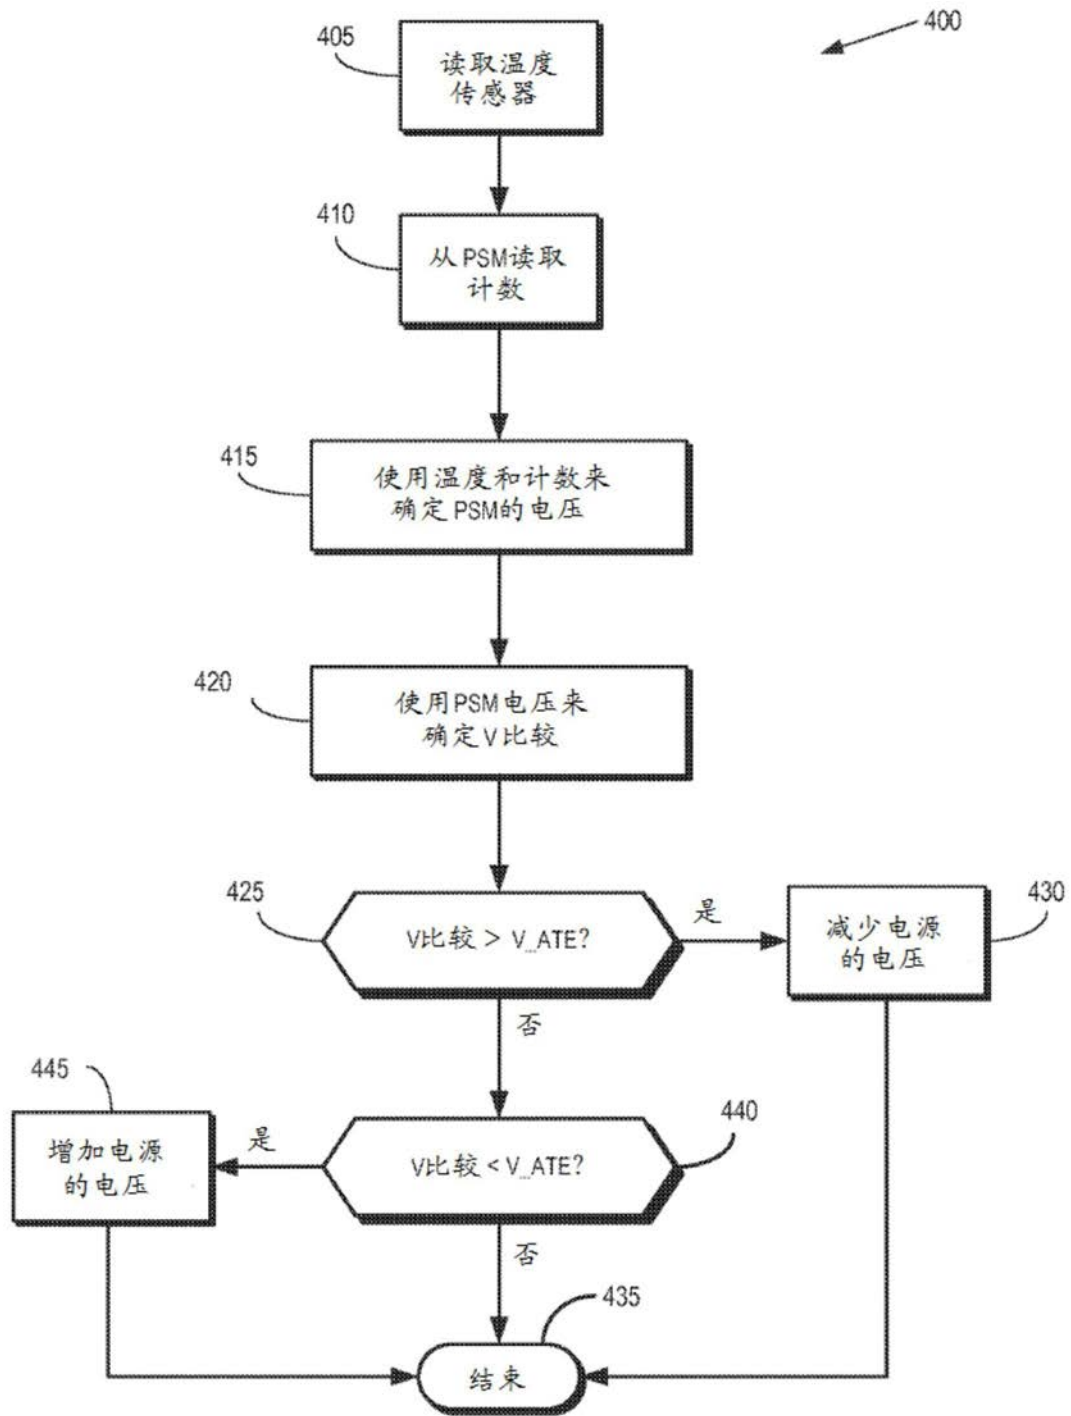 400
405
读取温度
传感器
410
从PSM读取
计数
415
使用温度和计数来
确定PSM的电压
420
使用PSM电压来
确定V比较
425
V比较 > V_ATE?
是
430
减少电源
的电压
否
445
增加电源
的电压
是
440
V比较 < V_ATE?
否
435
结束